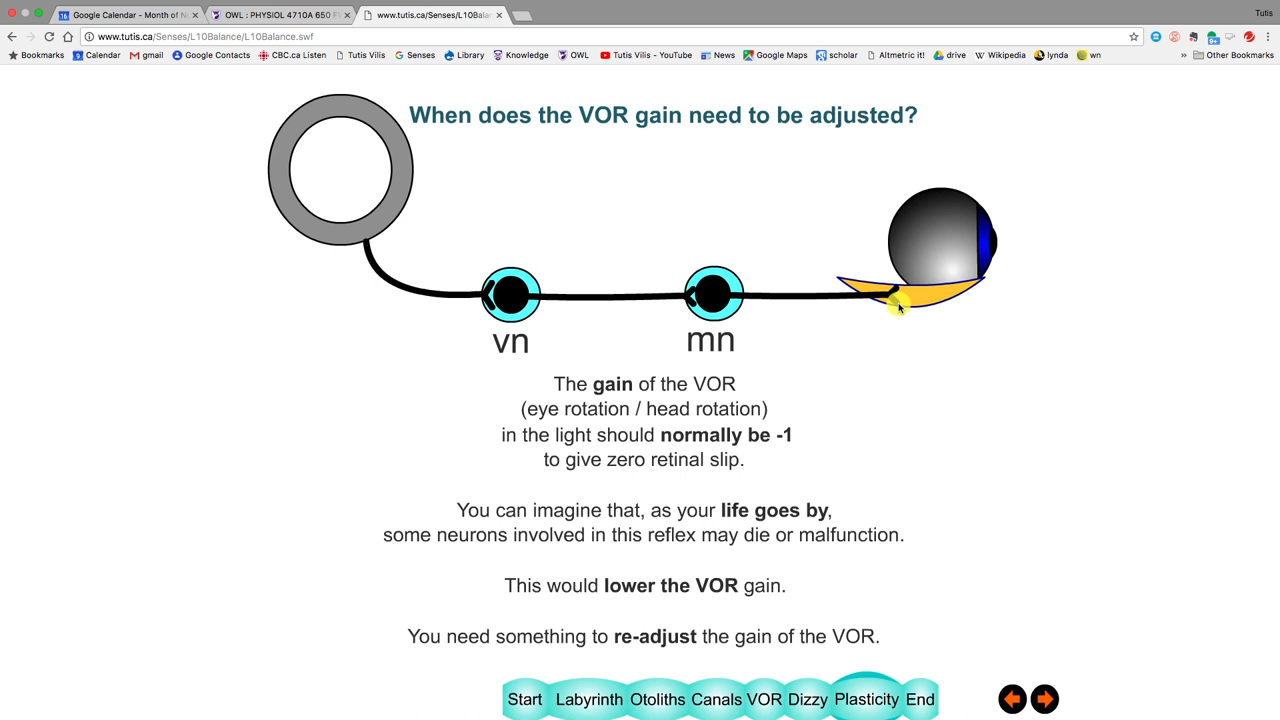 Google Calendar - Month of N
OWL : PHYSIOL 4710A 650 F
www.tutis.ca/Senses/L10Bala
Tutis
www.tutis.ca/Senses/L10Balance/L10Balance.swf
Bookmarks Calendar gmail Google Contacts CBC.ca Listen Tutis Vilis Senses Library Knowledge OWL Tutis Vilis - YouTube News Google Maps scholar Altmetric it! drive Wikipedia lynda wn » Other Bookmarks
When does the VOR gain need to be adjusted?
vn
mn
The gain of the VOR
(eye rotation / head rotation)
in the light should normally be -1
to give zero retinal slip.
You can imagine that, as your life goes by,
some neurons involved in this reflex may die or malfunction.
This would lower the VOR gain.
You need something to re-adjust the gain of the VOR.
Start Labyrinth Otoliths Canals VOR Dizzy Plasticity End